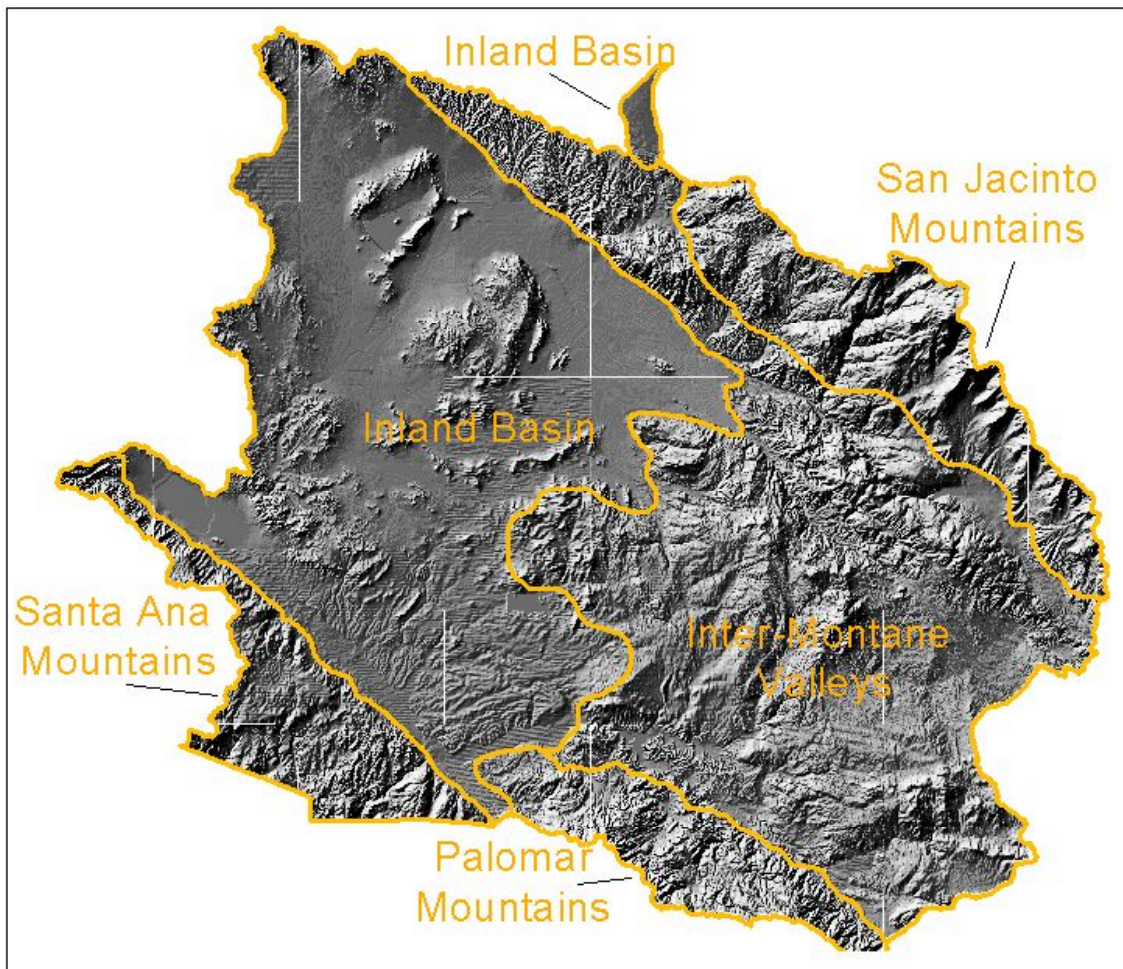 Inland Basin
San Jacinto
Mountains
Inland Basin
Santa Ana
Mountains
Inter-Montane
Valleys
Palomar
Mountains